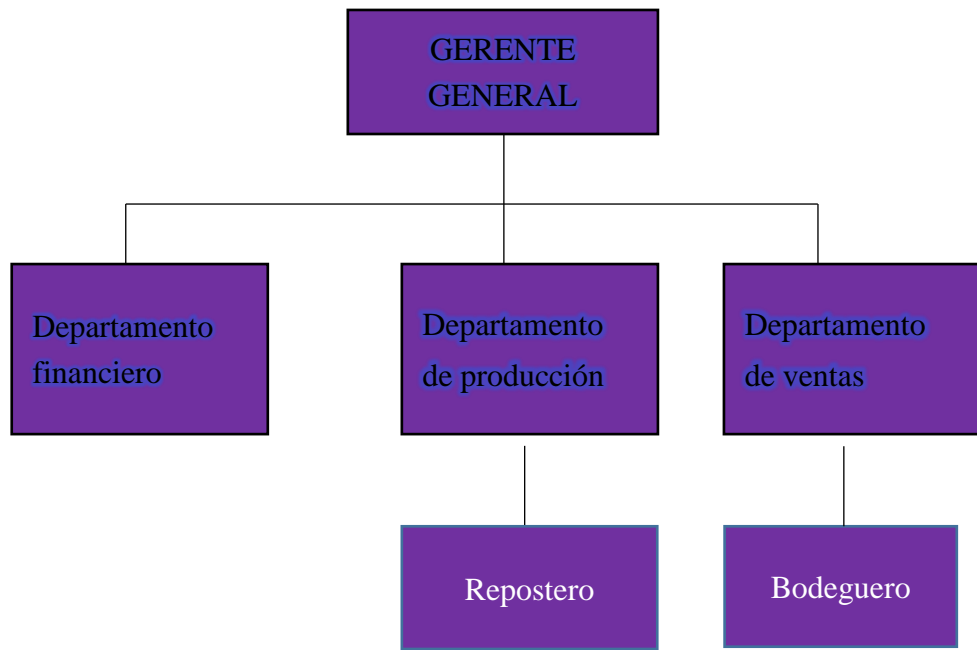 GERENTE
GENERAL
Departamento
financiero
Departamento
de producción
Departamento
de ventas
Repostero
Bodeguero